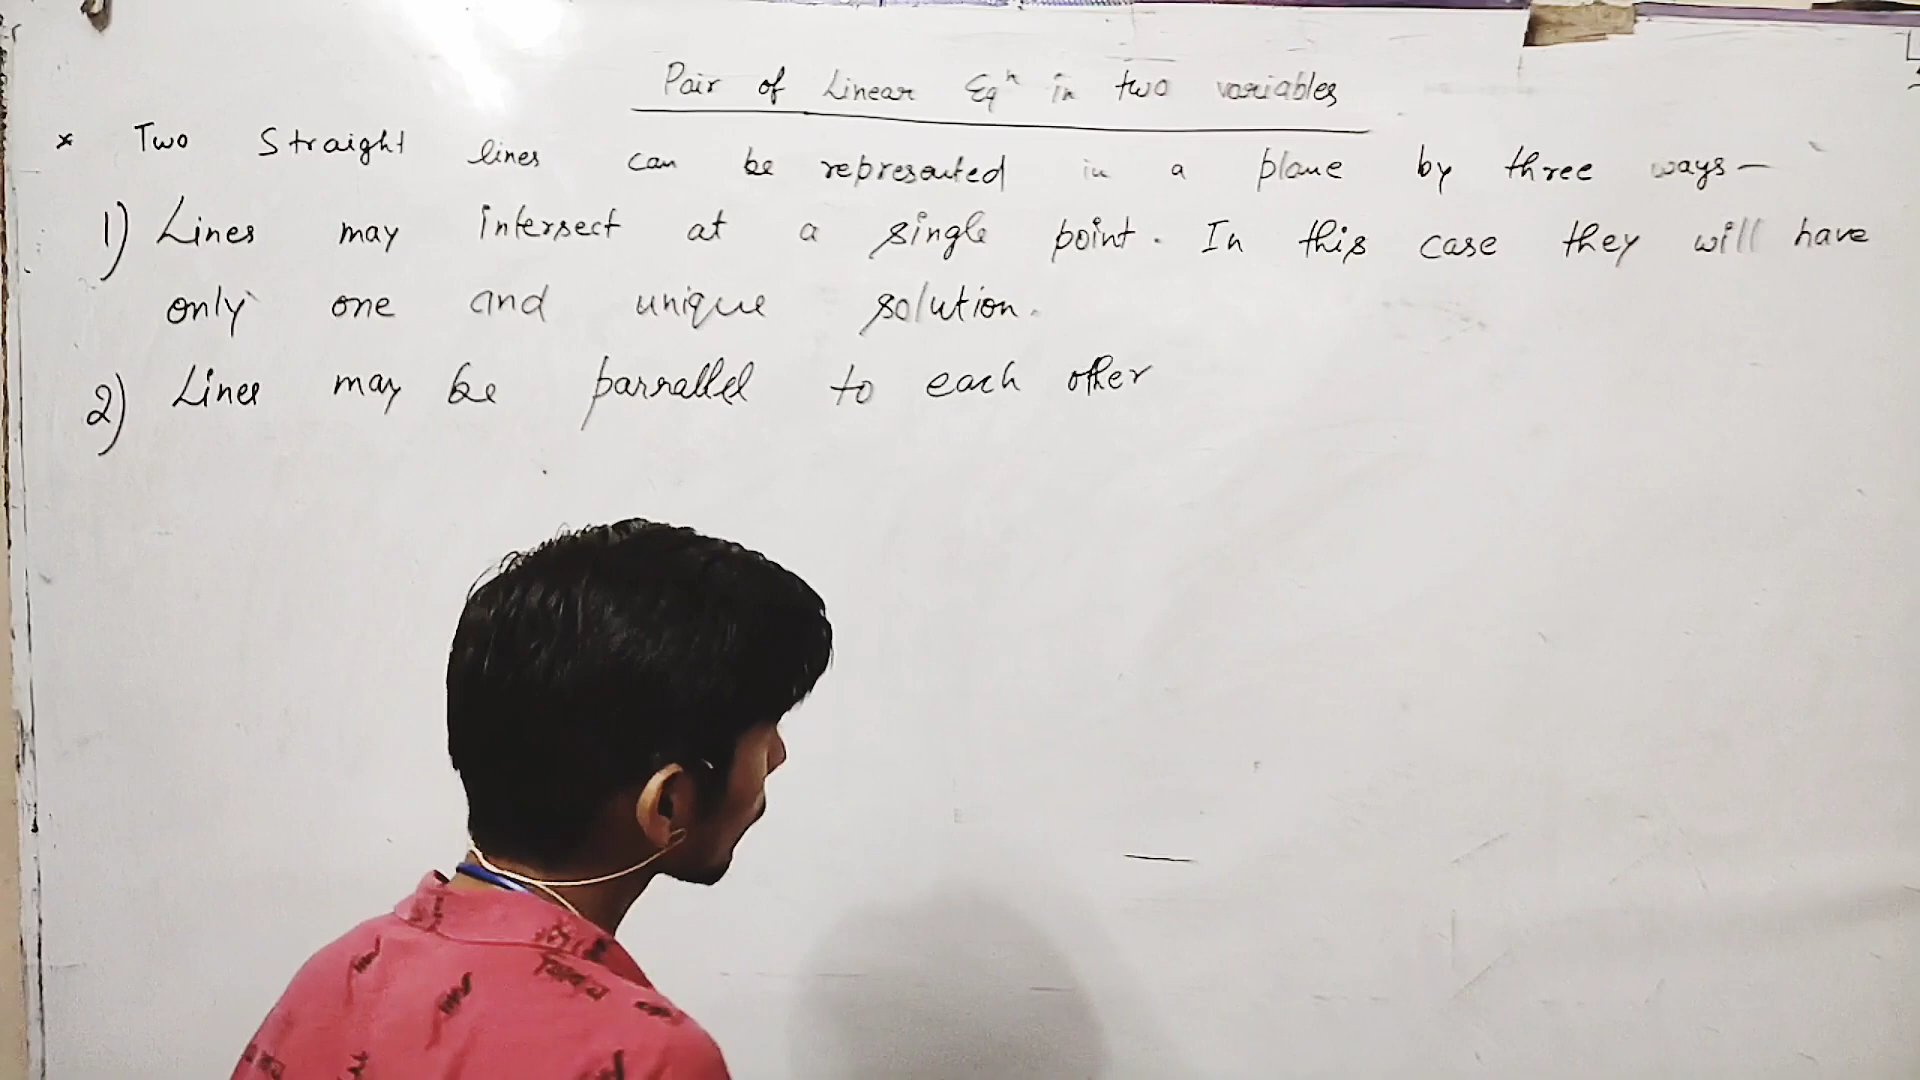 Pair of Linear Eqⁿ in two variables
* Two Straight lines can be represented in a plane by three ways —
1) Lines may intersect at a single point. In this case they will have
only one and unique solution.
2) Lines may be parrallel to each other